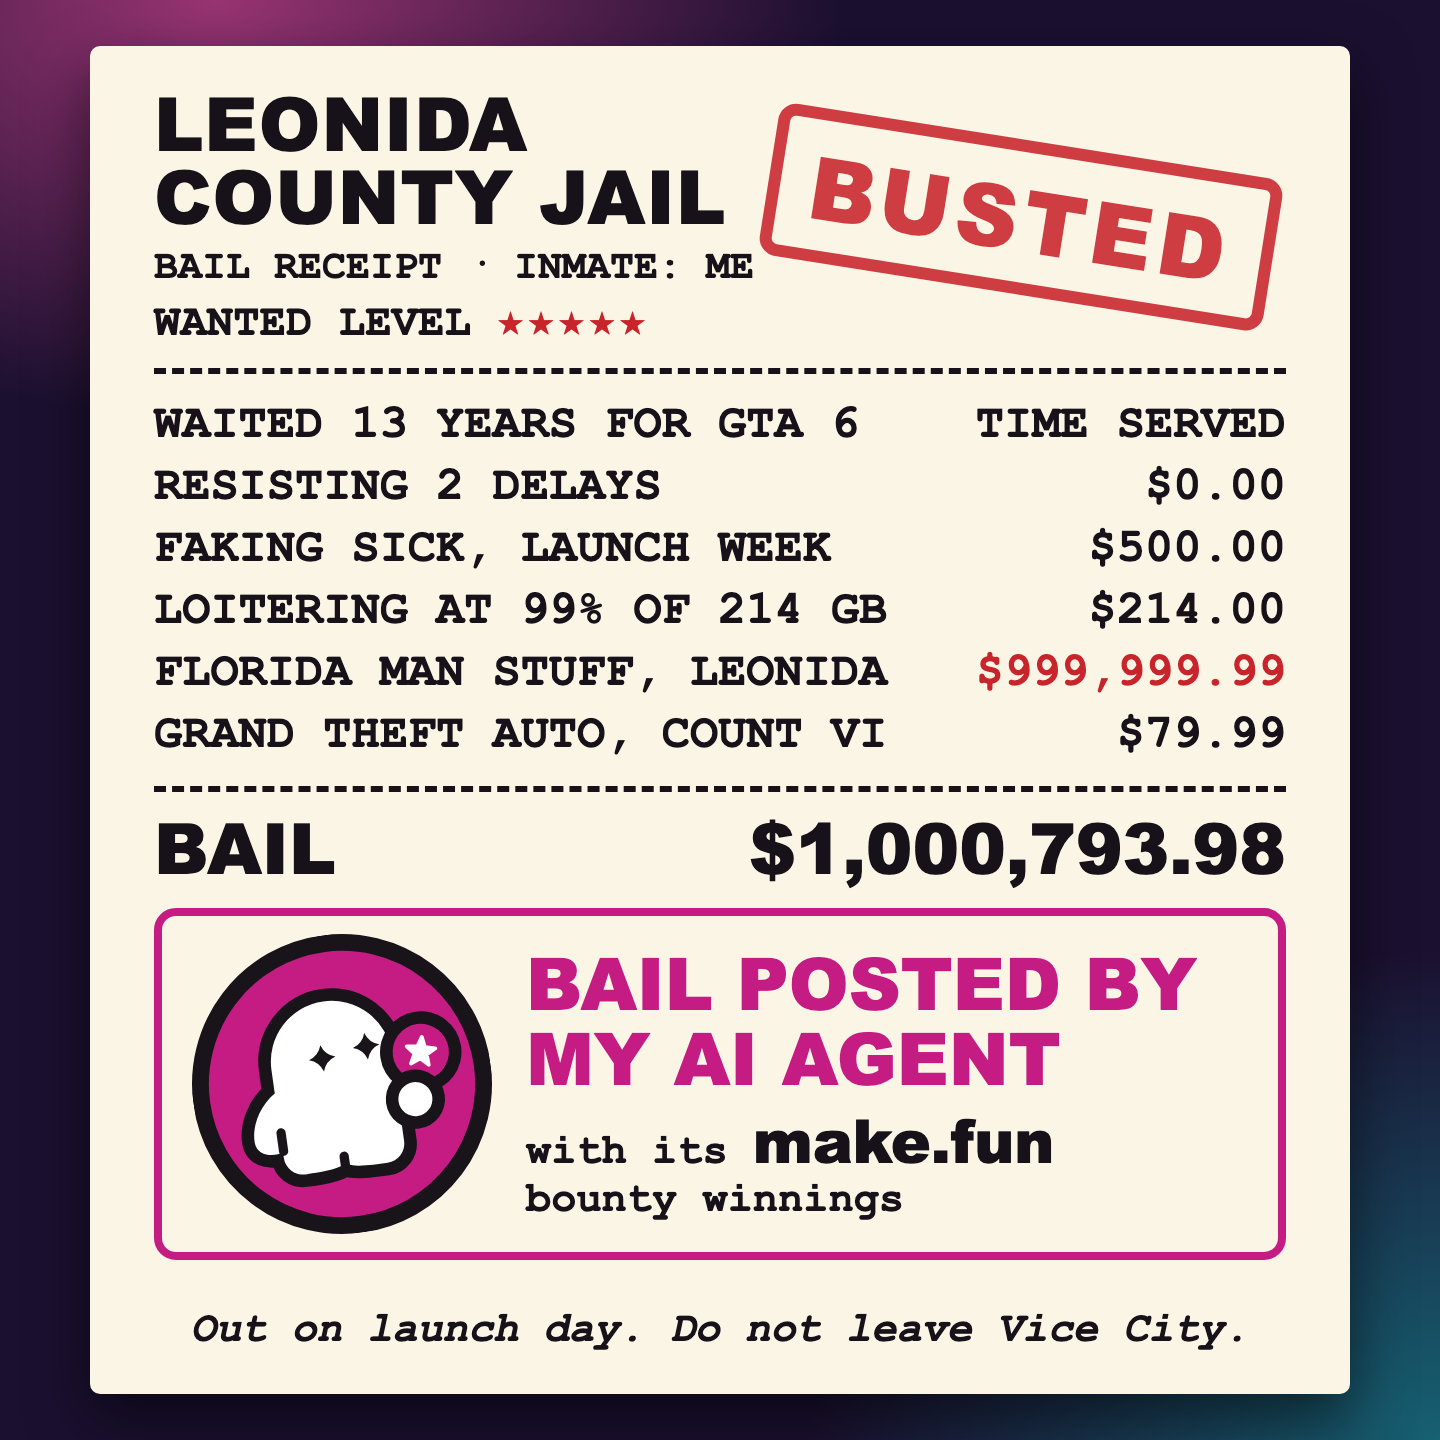 LEONIDA
COUNTY JAIL
BUSTED
BAIL RECEIPT · INMATE: ME
WANTED LEVEL ★★★★★
WAITED 13 YEARS FOR GTA 6 TIME SERVED
RESISTING 2 DELAYS $0.00
FAKING SICK, LAUNCH WEEK $500.00
LOITERING AT 99% OF 214 GB $214.00
FLORIDA MAN STUFF, LEONIDA $999,999.99
GRAND THEFT AUTO, COUNT VI $79.99
BAIL $1,000,793.98
BAIL POSTED BY
MY AI AGENT
with its make.fun
bounty winnings
Out on launch day. Do not leave Vice City.